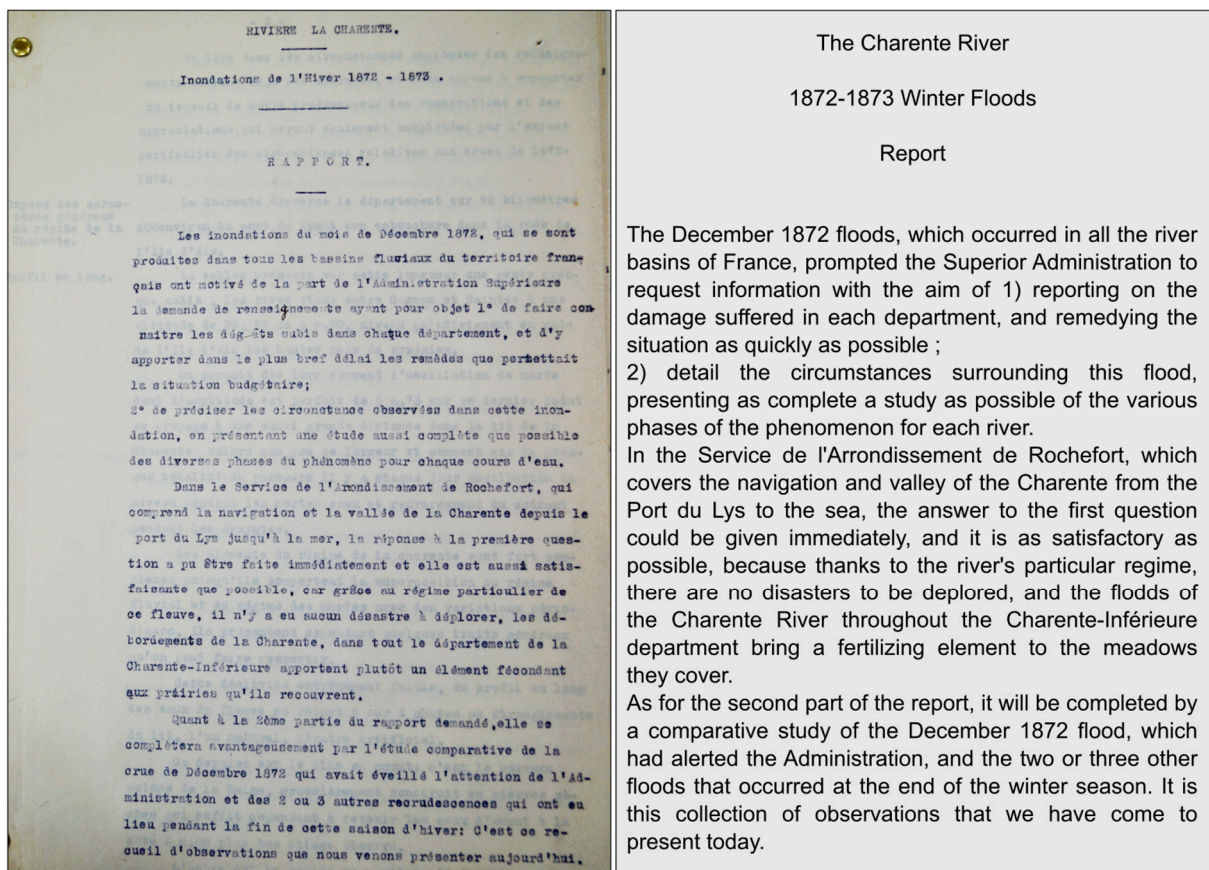 RIVIERE LA CHARENTE.
Inondations de l'Hiver 1872 - 1873 .
R A P P O R T.
Les inondations du mois de Décembre 1872, qui se sont
produites dans tous les bassins fluviaux du territoire fran-
çais ont motivé de la part de l'Administration Supérieure
la demande de renseignements ayant pour objet 1° de faire con
naitre les dégâts subis dans chaque département, et d'y
apporter dans le plus bref délai les remèdes que permettait
la situation budgétaire;
2° de préciser les circonstance observées dans cette inon-
dation, en présentant une étude aussi complète que possible
des diverses phases du phénomène pour chaque cours d'eau.
Dans le Service de l'Arrondissement de Rochefort, qui
comprend la navigation et la vallée de la Charente depuis le
port du Lys jusqu'à la mer, la réponse à la première ques-
tion a pu être faite immédiatement et elle est aussi satis-
faisante que possible, car grâce au régime particulier de
ce fleuve, il n'y a eu aucun désastre à déplorer, les dé-
bordements de la Charente, dans tout le département de la
Charente-Inférieure apportent plutôt un élément fécondant
aux prairies qu'ils recouvrent.
Quant à la 2ème partie du rapport demandé,elle se
complètera avantageusement par l'étude comparative de la
crue de Décembre 1872 qui avait éveillé l'attention de l'Ad-
ministration et des 2 ou 3 autres recrudescences qui ont eu
lieu pendant la fin de cette saison d'hiver: C'est ce re-
cueil d'observations que nous venons présenter aujourd'hui.
The Charente River
1872-1873 Winter Floods
Report
The December 1872 floods, which occurred in all the river
basins of France, prompted the Superior Administration to
request information with the aim of 1) reporting on the
damage suffered in each department, and remedying the
situation as quickly as possible ;
2) detail the circumstances surrounding this flood,
presenting as complete a study as possible of the various
phases of the phenomenon for each river.
In the Service de l'Arrondissement de Rochefort, which
covers the navigation and valley of the Charente from the
Port du Lys to the sea, the answer to the first question
could be given immediately, and it is as satisfactory as
possible, because thanks to the river's particular regime,
there are no disasters to be deplored, and the flodds of
the Charente River throughout the Charente-Inférieure
department bring a fertilizing element to the meadows
they cover.
As for the second part of the report, it will be completed by
a comparative study of the December 1872 flood, which
had alerted the Administration, and the two or three other
floods that occurred at the end of the winter season. It is
this collection of observations that we have come to
present today.